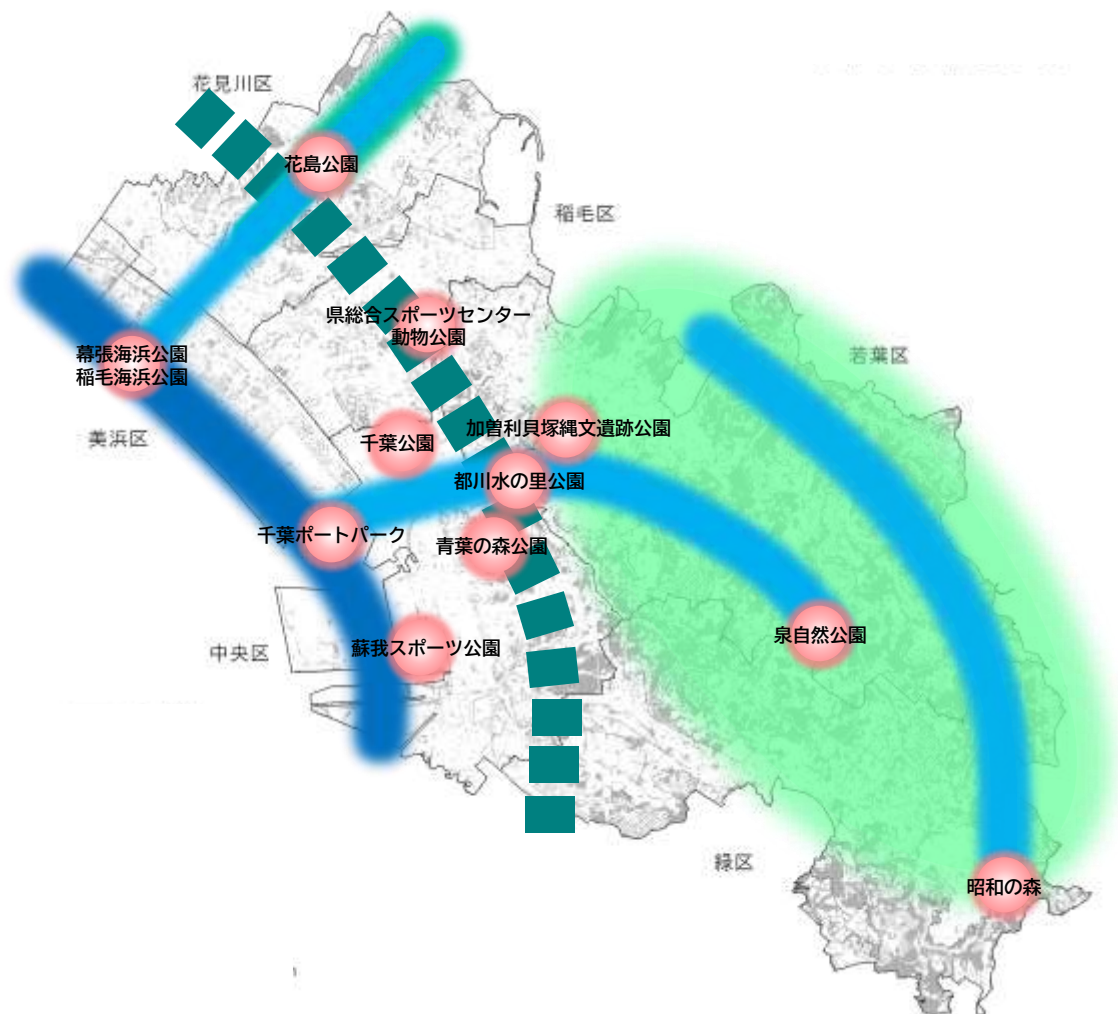 花見川区
花島公園
稲毛区
県総合スポーツセンター
動物公園
幕張海浜公園
稲毛海浜公園
若葉区
美浜区
千葉公園
加曽利貝塚縄文遺跡公園
都川水の里公園
千葉ポートパーク
青葉の森公園
泉自然公園
中央区
蘇我スポーツ公園
緑区
昭和の森